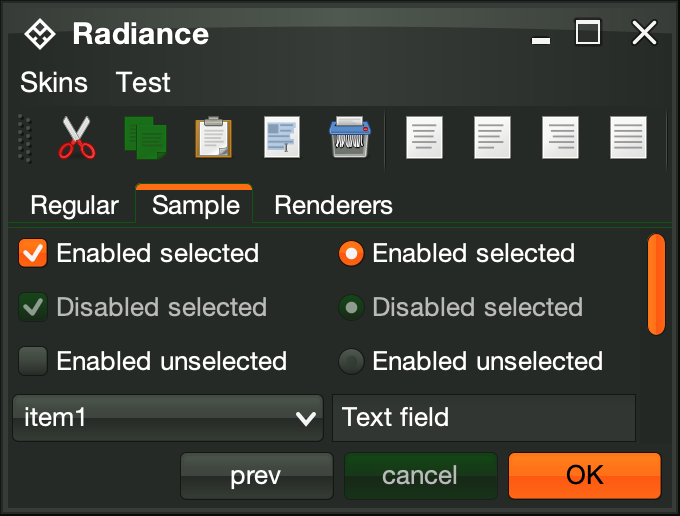 Radiance
Skins Test
Regular Sample Renderers
Enabled selected Enabled selected
Disabled selected Disabled selected
Enabled unselected Enabled unselected
item1 Text field
prev cancel OK